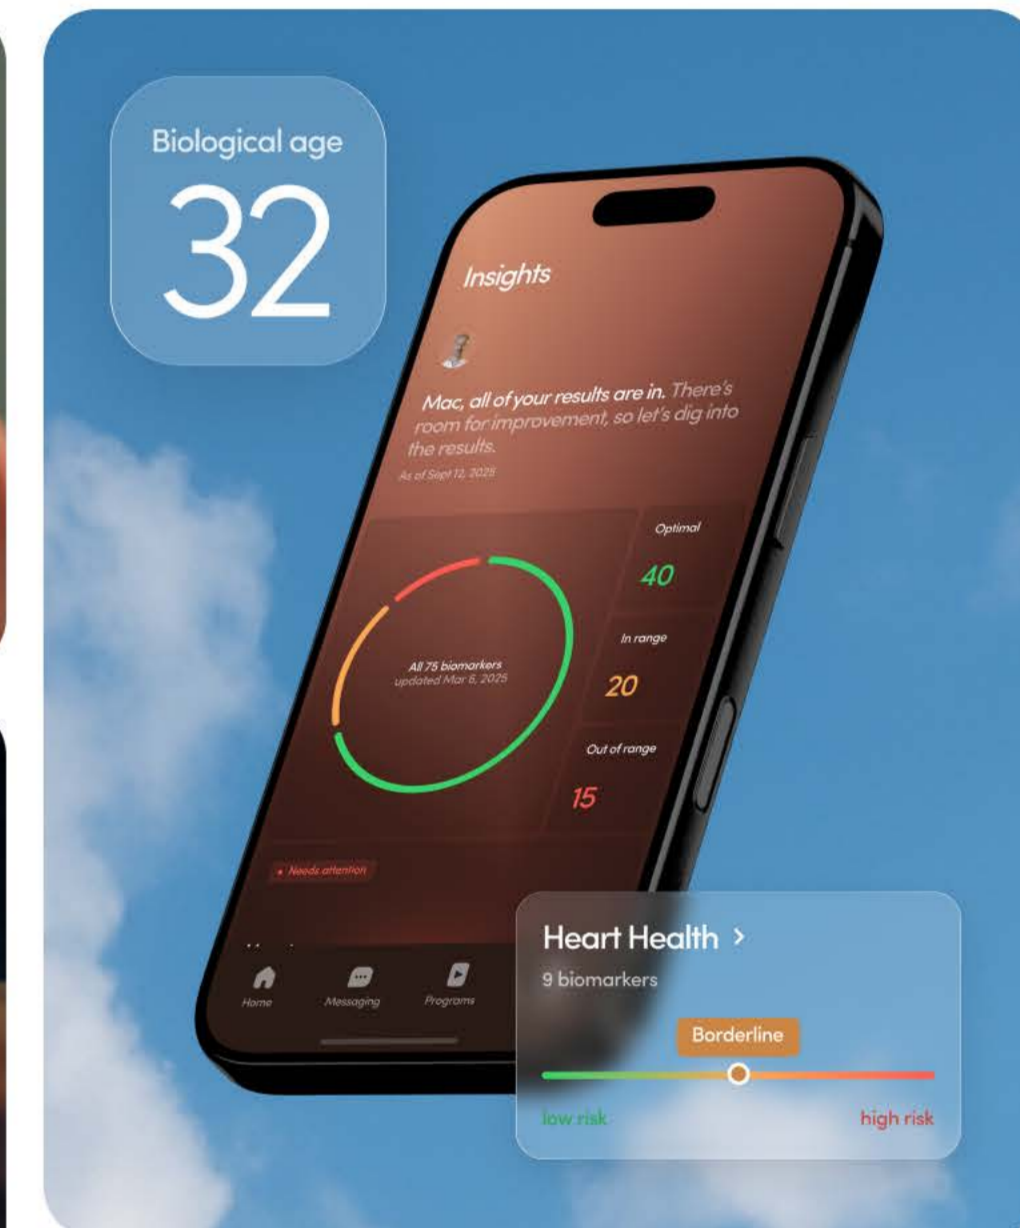 Biological age
32
Insights
Mac, all of your results are in. There's
room for improvement, so let's dig into
the results.
As of Sept 12, 2025
All 75 biomarkers
updated Mar 6, 2025
Optimal
40
In range
20
Out of range
15
Needs attention
Home
Messaging
Programs
Heart Health
9 biomarkers
Borderline
low risk
high risk